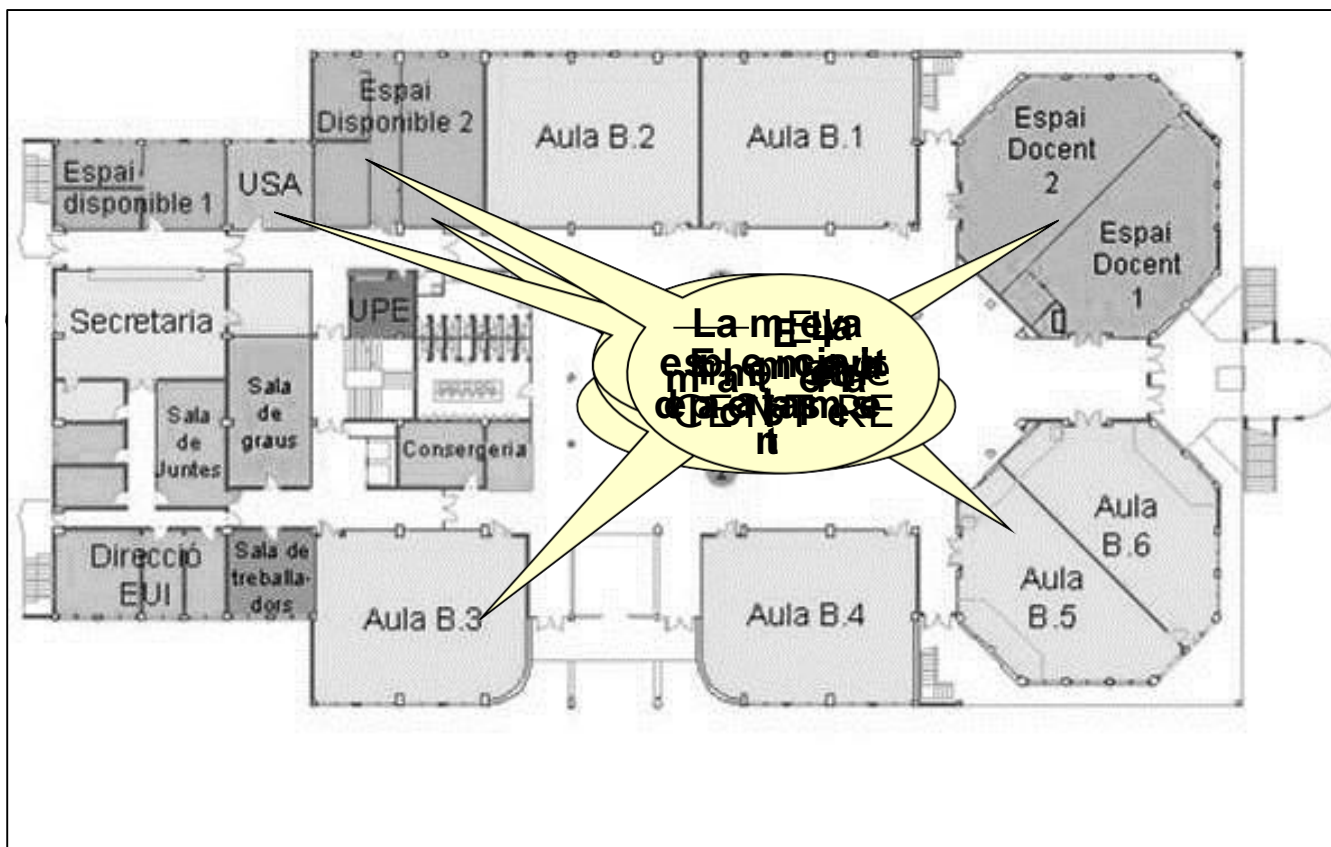 Espai
Disponible 2
Aula B.2
Aula B.1
Espai
Docent
2
Espai
disponible 1
USA
Espai
Docent
1
Secretaria
UPE
Sala
de
graus
Sala
de
Juntes
Consergeria
Direcció
EUI
Sala de
treballa-
dors
Aula B.3
Aula B.4
Aula
B.5
Aula
B.6